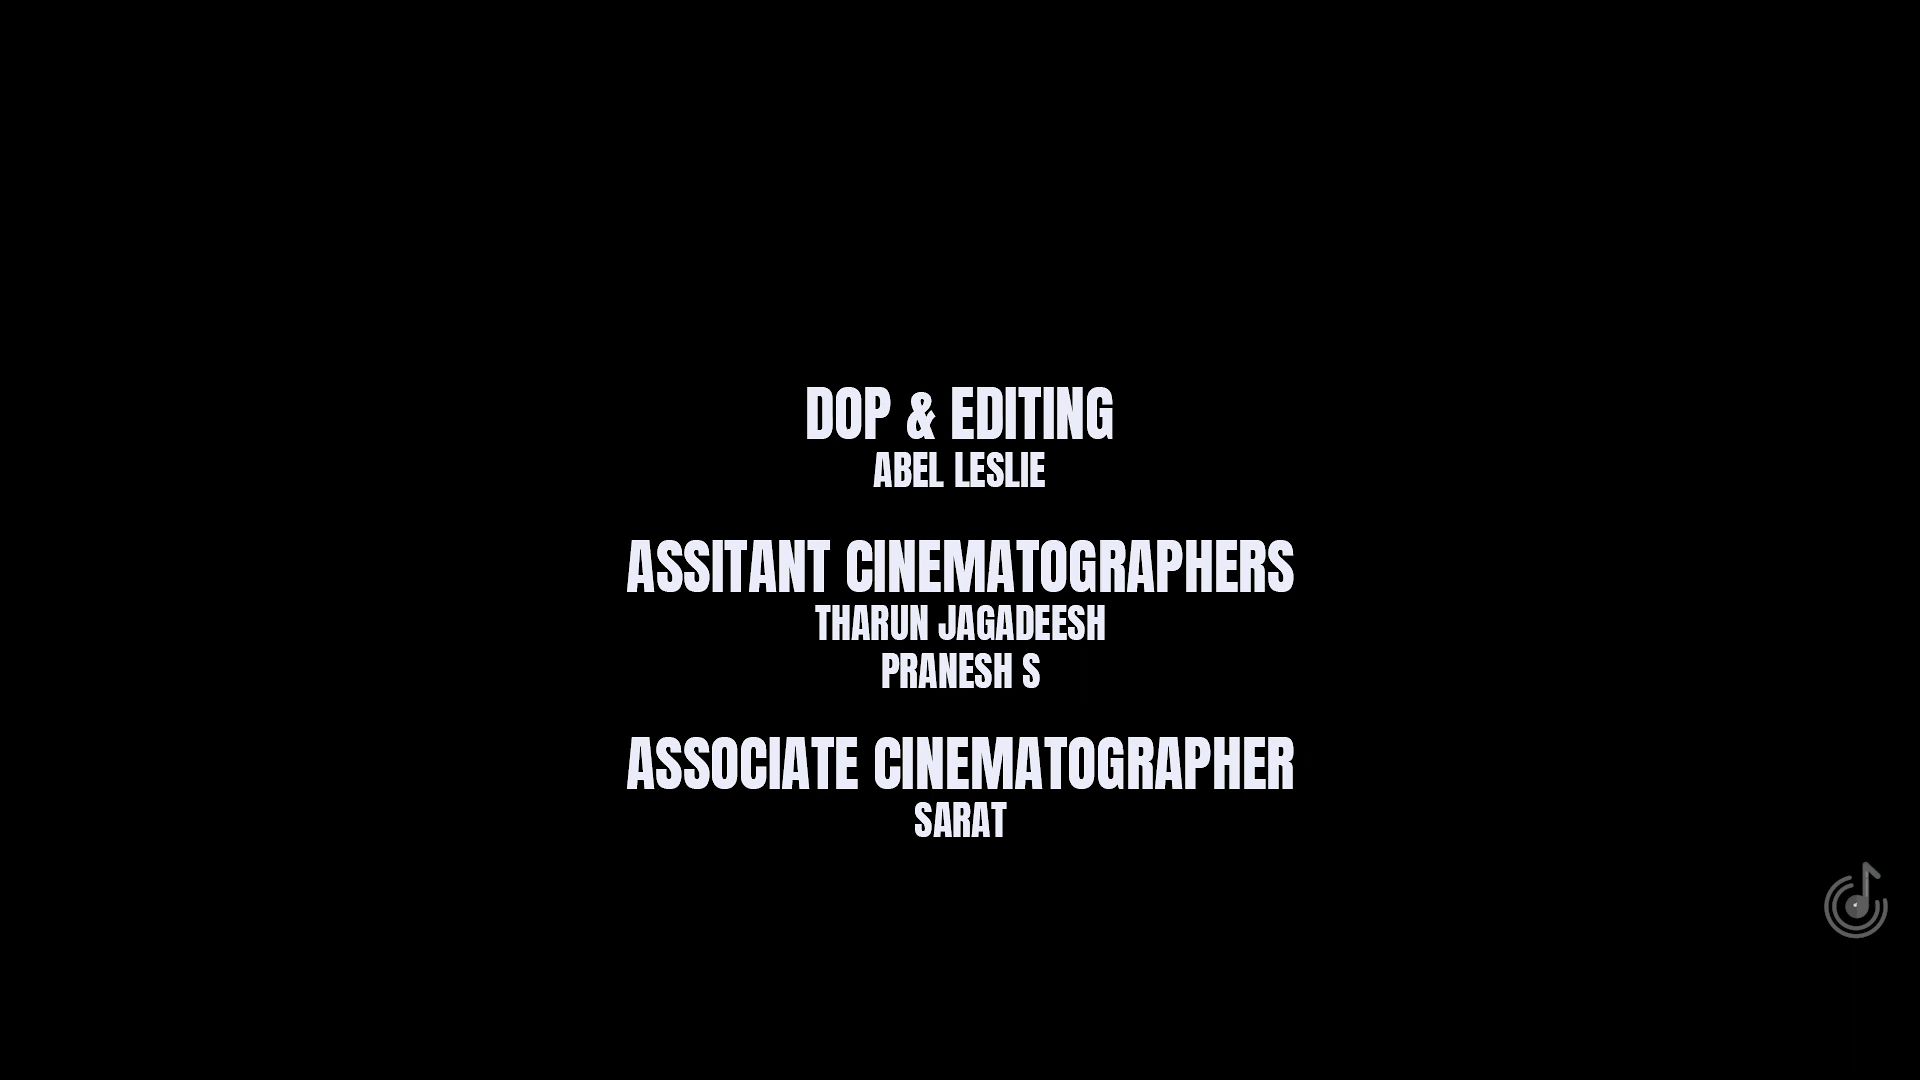 DOP & EDITING
ABEL LESLIE
ASSITANT CINEMATOGRAPHERS
THARUN JAGADEESH
PRANESH S
ASSOCIATE CINEMATOGRAPHER
SARAT